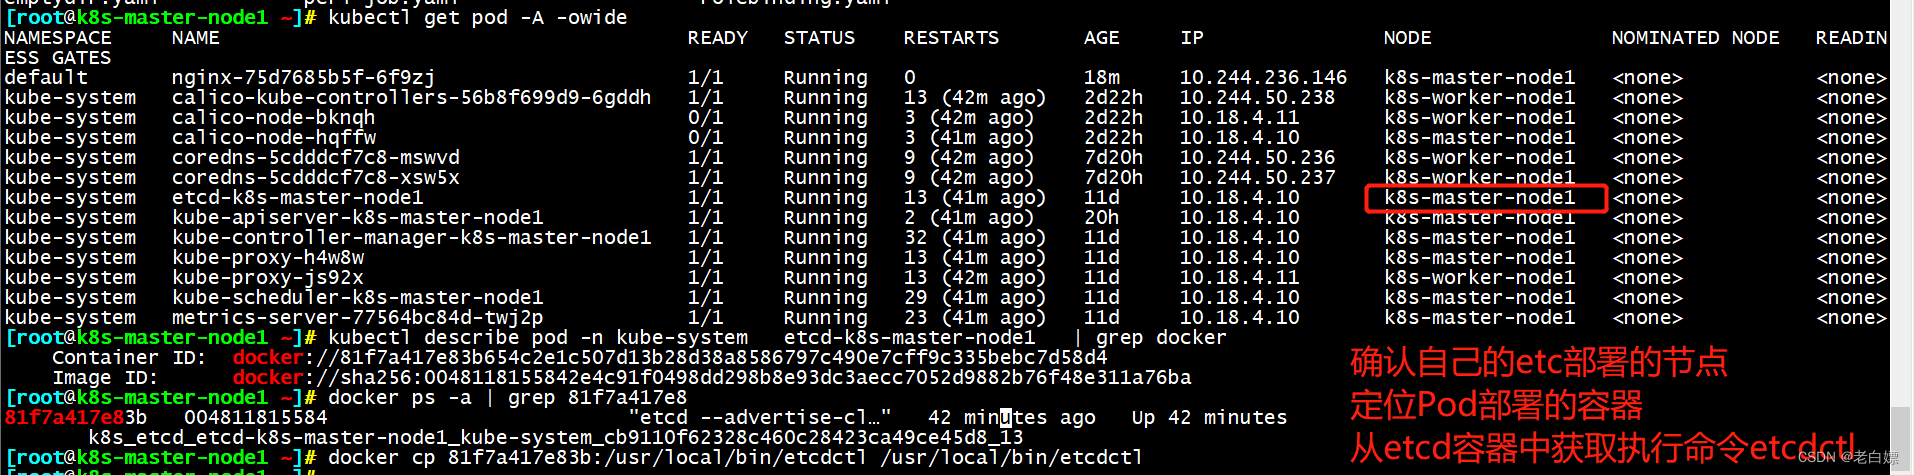 [root@k8s-master-node1 ~]# kubectl get pod -A -owide
NAMESPACE NAME READY STATUS RESTARTS AGE IP NODE NOMINATED NODE READIN
ESS GATES
default nginx-75d7685b5f-6f9zj 1/1 Running 0 18m 10.244.236.146 k8s-master-node1 <none> <none>
kube-system calico-kube-controllers-56b8f699d9-6gddh 1/1 Running 13 (42m ago) 2d22h 10.244.50.238 k8s-worker-node1 <none> <none>
kube-system calico-node-bknqh 0/1 Running 3 (42m ago) 2d22h 10.18.4.11 k8s-worker-node1 <none> <none>
kube-system calico-node-hqffw 0/1 Running 3 (41m ago) 2d22h 10.18.4.10 k8s-master-node1 <none> <none>
kube-system coredns-5cdddcf7c8-mswvd 1/1 Running 9 (42m ago) 7d20h 10.244.50.236 k8s-worker-node1 <none> <none>
kube-system coredns-5cdddcf7c8-xsw5x 1/1 Running 9 (42m ago) 7d20h 10.244.50.237 k8s-worker-node1 <none> <none>
kube-system etcd-k8s-master-node1 1/1 Running 13 (41m ago) 11d 10.18.4.10 k8s-master-node1 <none> <none>
kube-system kube-apiserver-k8s-master-node1 1/1 Running 2 (41m ago) 20h 10.18.4.10 k8s-master-node1 <none> <none>
kube-system kube-controller-manager-k8s-master-node1 1/1 Running 32 (41m ago) 11d 10.18.4.10 k8s-master-node1 <none> <none>
kube-system kube-proxy-h4w8w 1/1 Running 13 (41m ago) 11d 10.18.4.10 k8s-master-node1 <none> <none>
kube-system kube-proxy-js92x 1/1 Running 13 (42m ago) 11d 10.18.4.11 k8s-worker-node1 <none> <none>
kube-system kube-scheduler-k8s-master-node1 1/1 Running 29 (41m ago) 11d 10.18.4.10 k8s-master-node1 <none> <none>
kube-system metrics-server-77564bc84d-twj2p 1/1 Running 23 (41m ago) 11d 10.18.4.10 k8s-master-node1 <none> <none>
[root@k8s-master-node1 ~]# kubectl describe pod -n kube-system etcd-k8s-master-node1 | grep docker
Container ID: docker://81f7a417e83b654c2e1c507d13b28d38a8586797c490e7cff9c335bebc7d58d4
Image ID: docker://sha256:0048118155842e4c91f0498dd298b8e93dc3aecc7052d9882b76f48e311a76ba
[root@k8s-master-node1 ~]# docker ps -a | grep 81f7a417e8
81f7a417e83b 004811815584 "etcd --advertise-cl…" 42 minutes ago Up 42 minutes
k8s_etcd_etcd-k8s-master-node1_kube-system_cb9110f62328c460c28423ca49ce45d8_13
[root@k8s-master-node1 ~]# docker cp 81f7a417e83b:/usr/local/bin/etcdctl /usr/local/bin/etcdctl
确认自己的etc部署的节点
定位Pod部署的容器
从etcd容器中获取执行命令etcdctl
CSDN @老白嫖